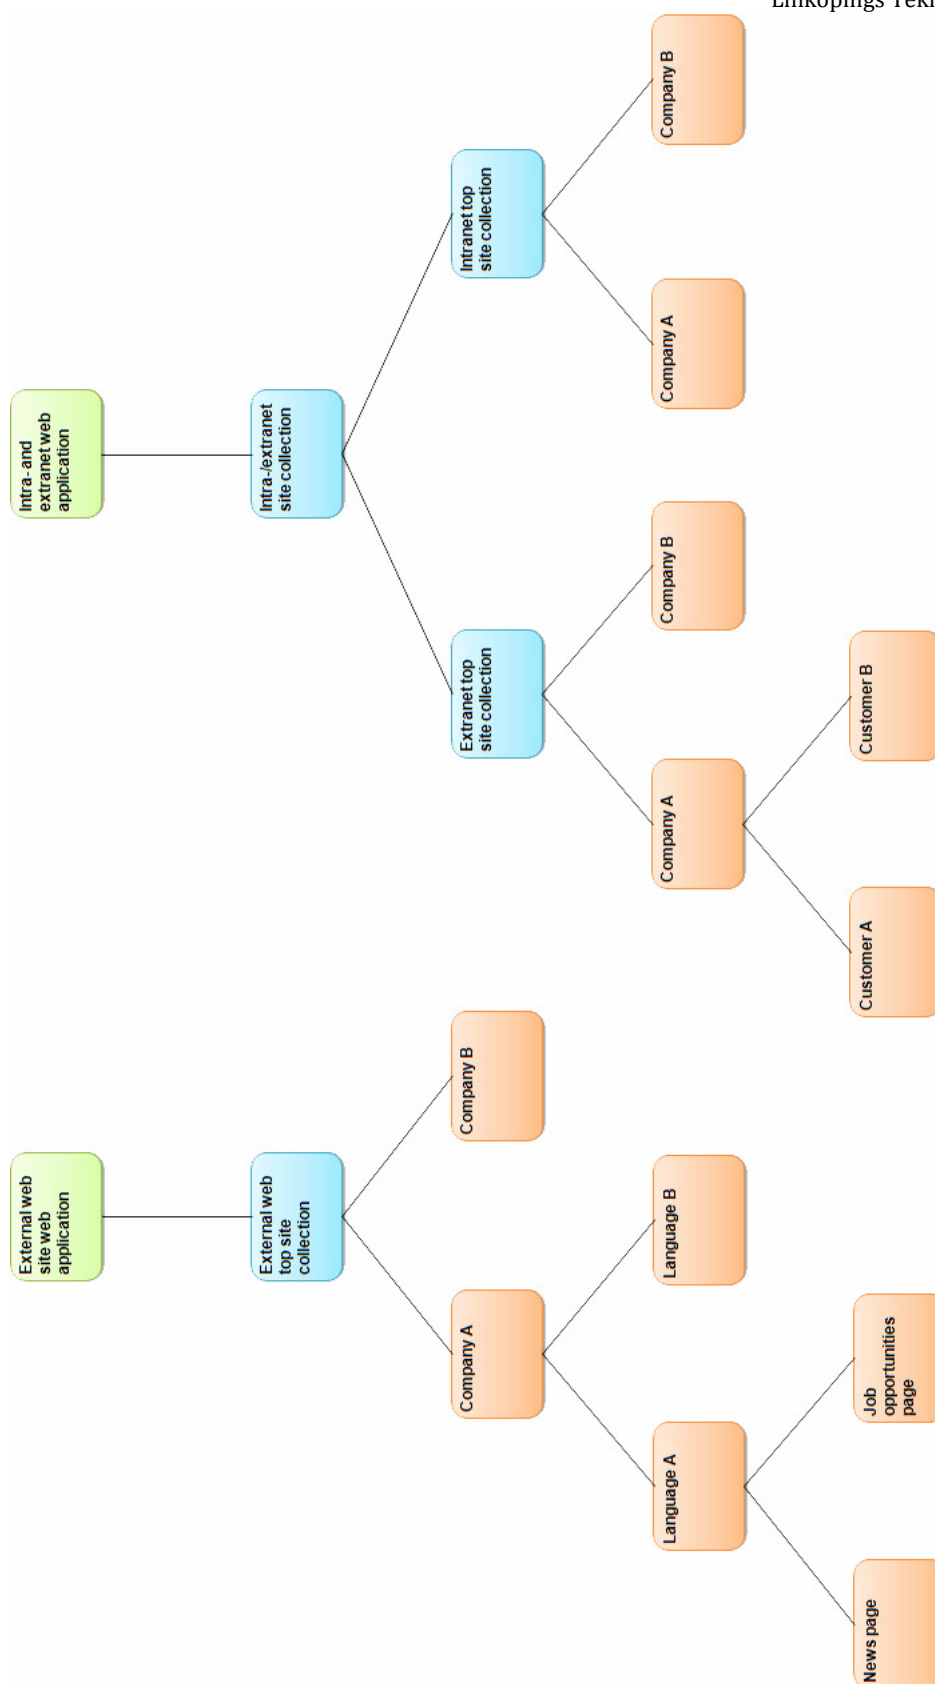 Linköpings Tek
External web
site web
application
Intra- and
extranet web
application
External web
top site
collection
Intra-/extranet
site collection
Company A
Company B
Extranet top
site collection
Intranet top
site collection
Language A
Language B
Company A
Company B
Company A
Company B
News page
Job
opportunities
page
Customer A
Customer B